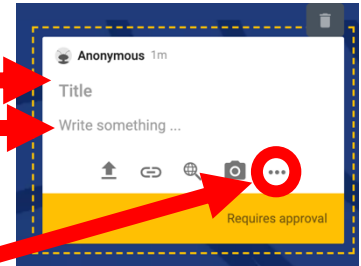 Anonymous 1m
Title
Write something ...
Requires approval